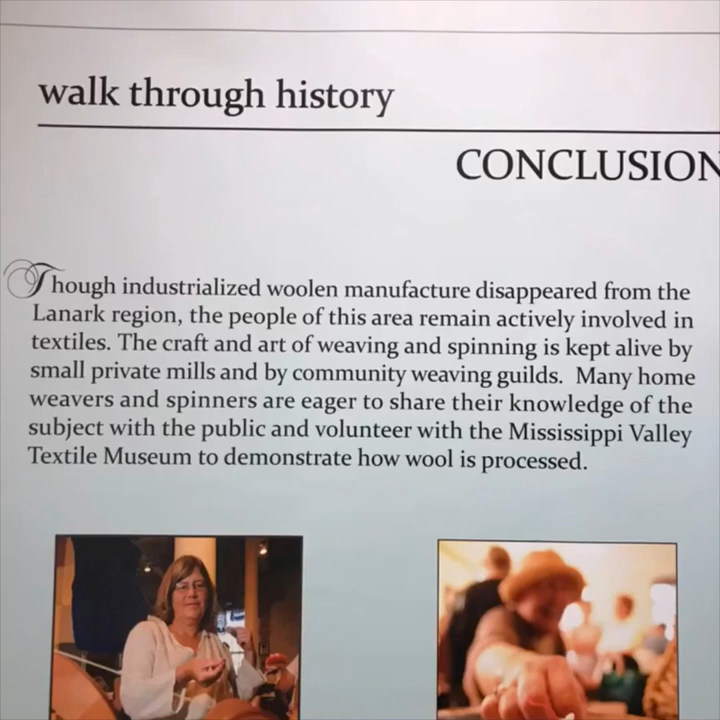 walk through history
CONCLUSION
Though industrialized woolen manufacture disappeared from the
Lanark region, the people of this area remain actively involved in
textiles. The craft and art of weaving and spinning is kept alive by
small private mills and by community weaving guilds. Many home
weavers and spinners are eager to share their knowledge of the
subject with the public and volunteer with the Mississippi Valley
Textile Museum to demonstrate how wool is processed.